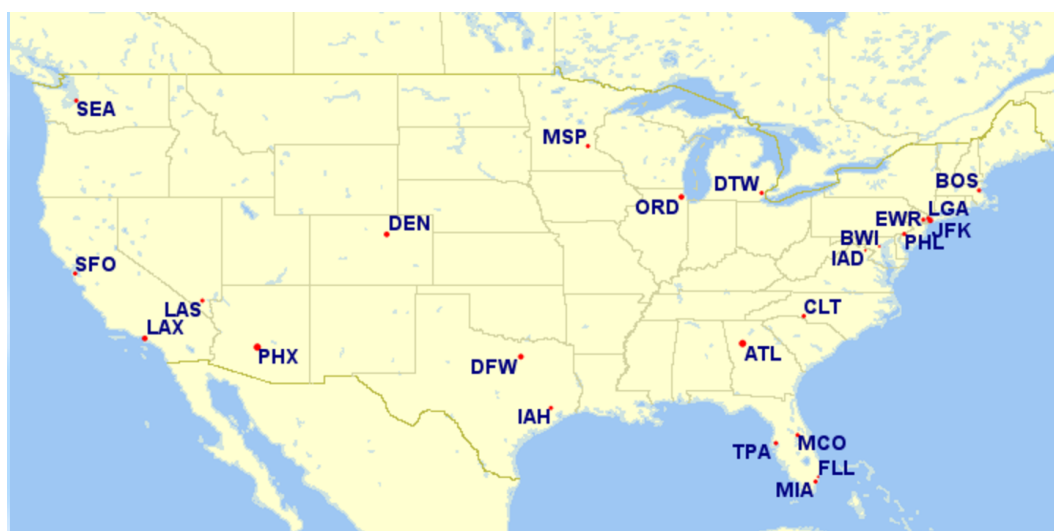 SEA
MSP
DTW
BOS
ORD
EWR
LGA
JFK
DEN
BWI
PHL
IAD
SFO
LAS
CLT
LAX
PHX
ATL
DFW
IAH
MCO
TPA
FLL
MIA